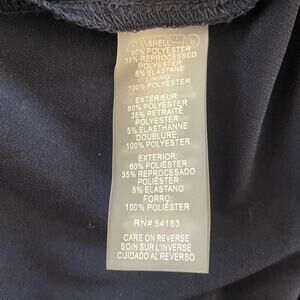 SHELL
60% POLYESTER
35% REPROCESSED
POLYESTER
5% ELASTANE
LINING
100% POLYESTER
EXTÉRIEUR
60% POLYESTER
35% RETRAITÉ
POLYESTER
5% ÉLASTHANNE
DOUBLURE:
100% POLYESTER
EXTERIOR:
60% POLIÉSTER
35% REPROCESADO
POLIÉSTER
5% ELASTANO
FORRO:
100% POLIÉSTER
RN# 54163
CARE ON REVERSE
SOIN SUR L'INVERSE
CUIDADO AL REVERSO